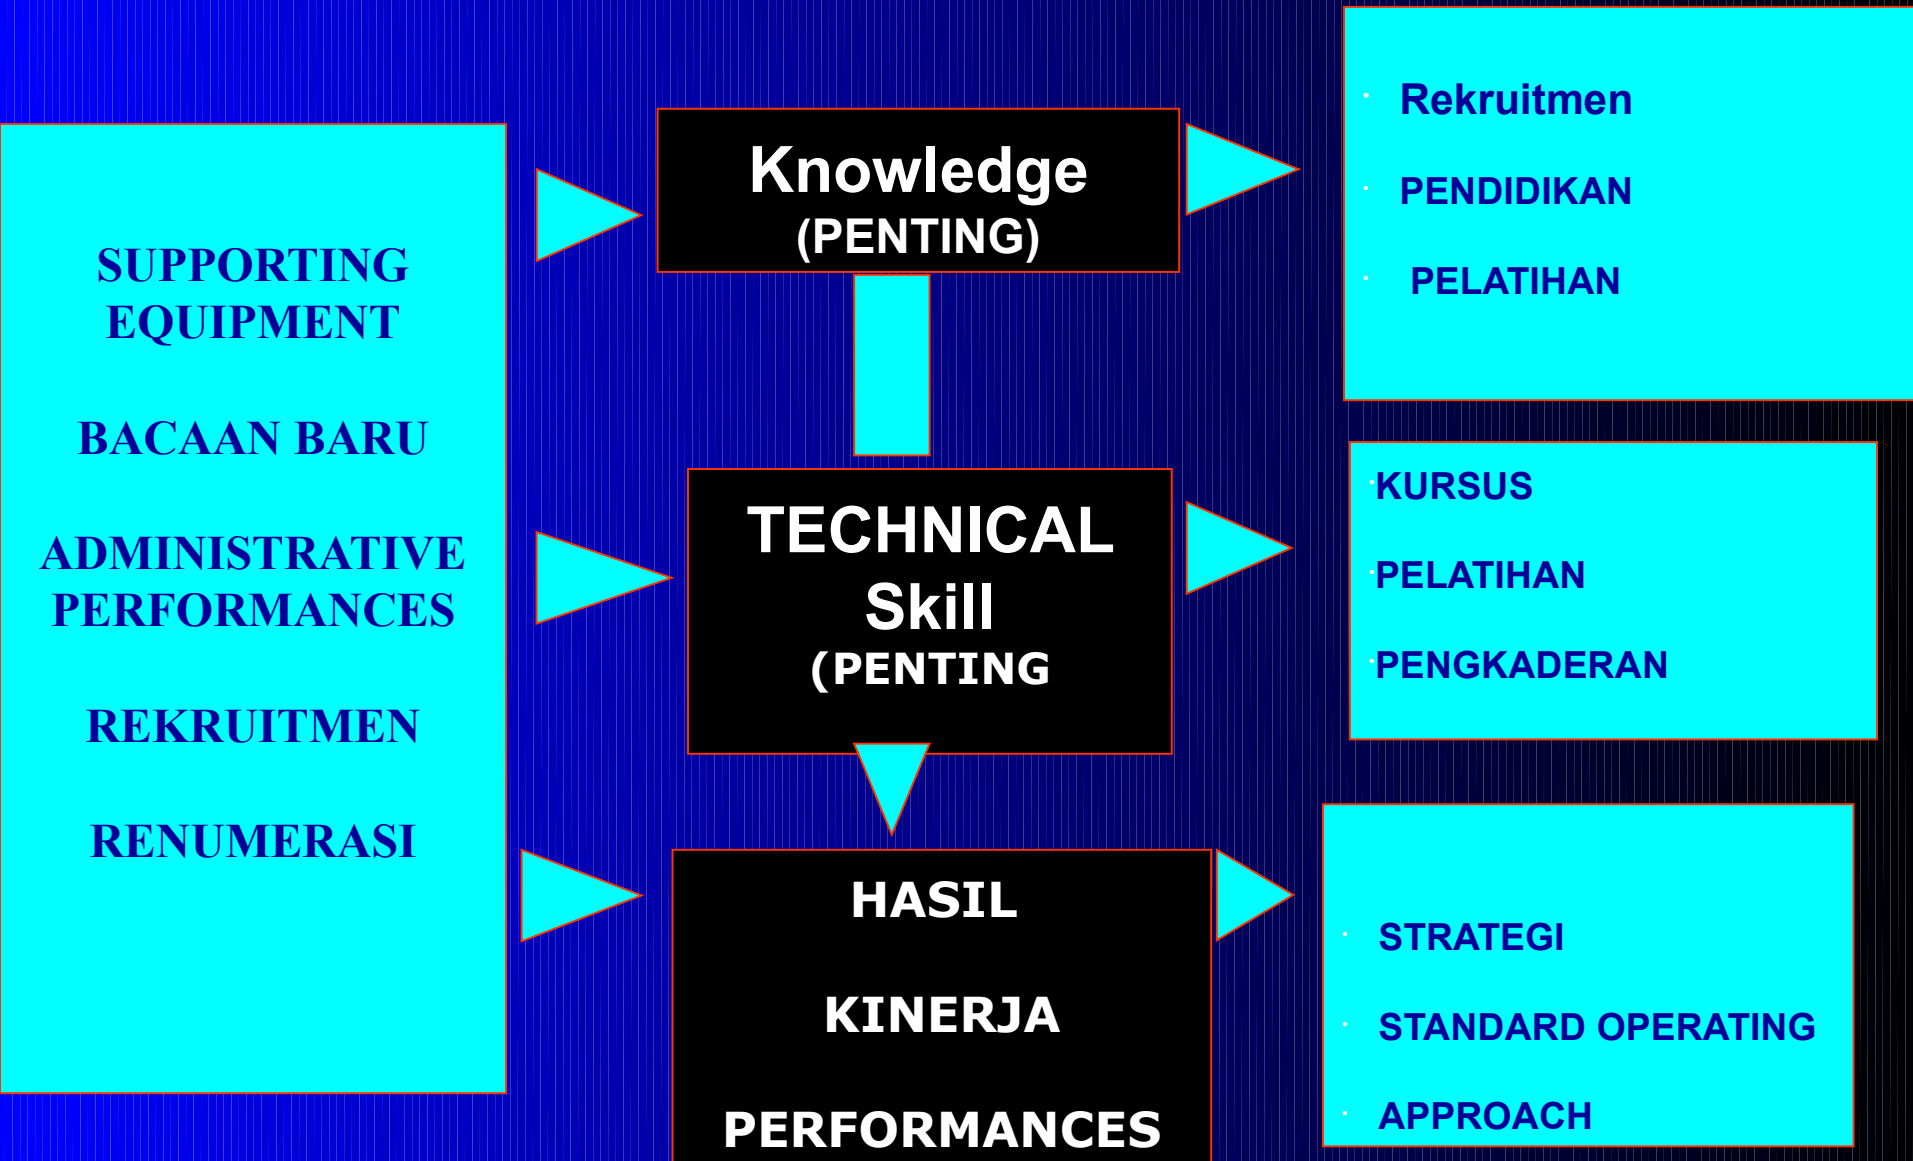 SUPPORTING
EQUIPMENT
BACAAN BARU
ADMINISTRATIVE
PERFORMANCES
REKRUITMEN
RENUMERASI
Knowledge
(PENTING)
TECHNICAL
Skill
(PENTING
HASIL
KINERJA
PERFORMANCES
· Rekruitmen
· PENDIDIKAN
· PELATIHAN
·KURSUS
·PELATIHAN
·PENGKADERAN
· STRATEGI
· STANDARD OPERATING
· APPROACH